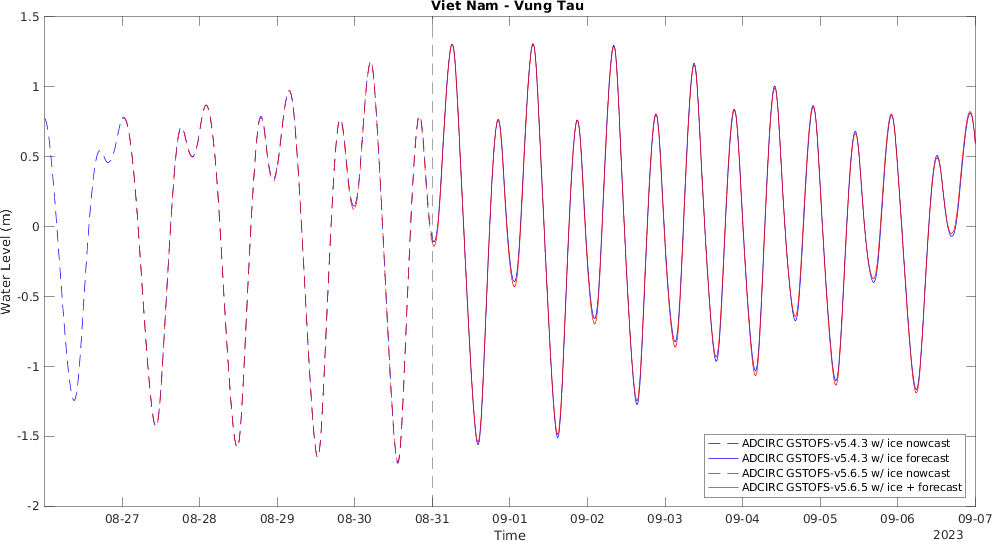 Viet Nam - Vung Tau
1.5
1
0.5
0
-0.5
-1
-1.5
-2
Water Level (m)
08-27 08-28 08-29 08-30 08-31 09-01 09-02 09-03 09-04 09-05 09-06 09-07
Time
2023
ADCIRC GSTOFS-v5.4.3 w/ ice nowcast
ADCIRC GSTOFS-v5.4.3 w/ ice forecast
ADCIRC GSTOFS-v5.6.5 w/ ice nowcast
ADCIRC GSTOFS-v5.6.5 w/ ice + forecast